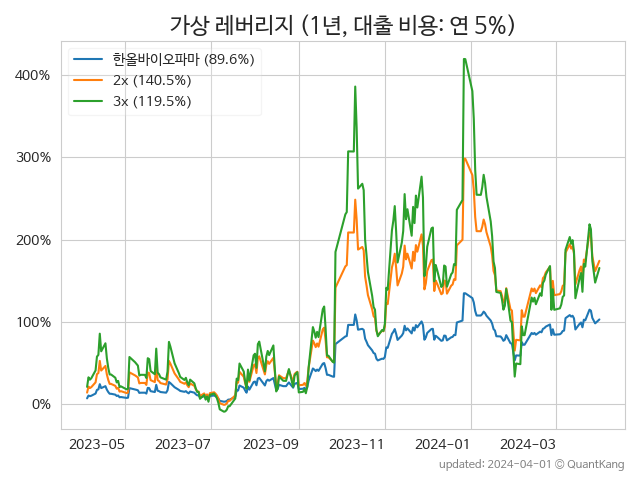 가상 레버리지 (1년, 대출 비용: 연 5%)
한올바이오파마 (89.6%)
2x (140.5%)
3x (119.5%)
400%
300%
200%
100%
0%
2023-05 2023-07 2023-09 2023-11 2024-01 2024-03
updated: 2024-04-01 © QuantKang